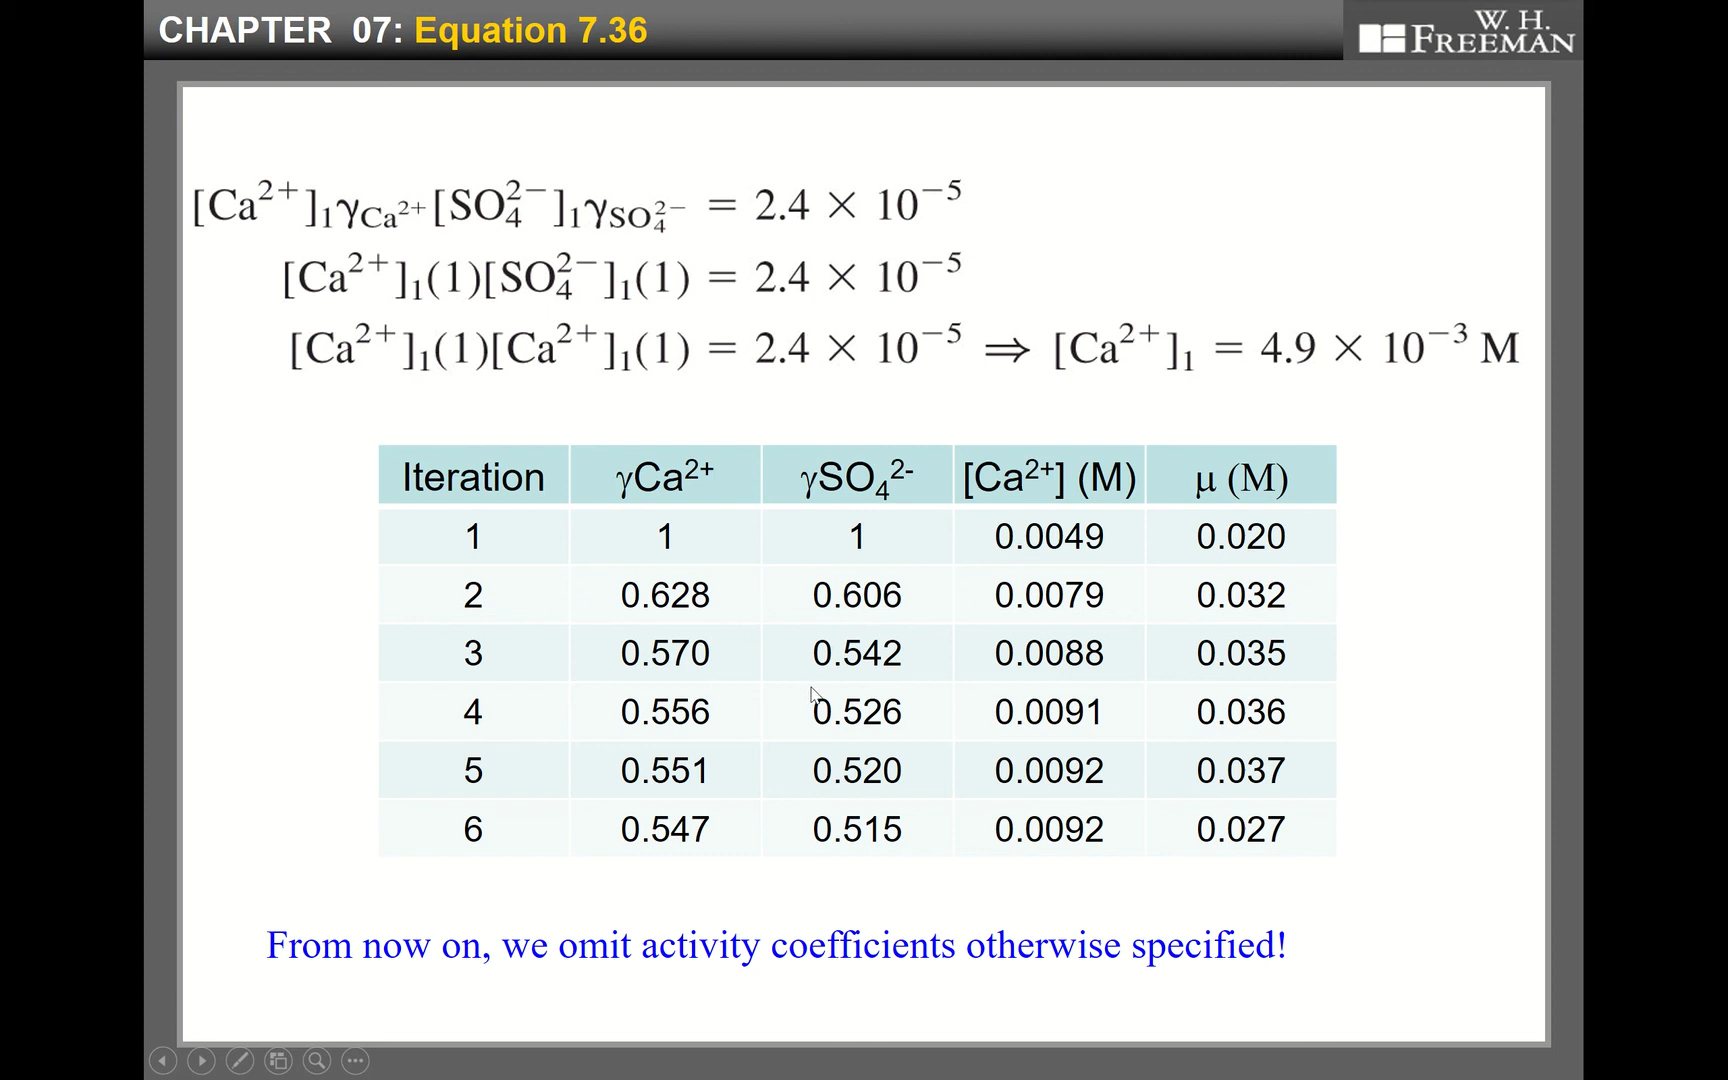 CHAPTER 07: Equation 7.36
W. H. FREEMAN
[Ca²⁺]₁γCa²⁺[SO₄²⁻]₁γSO₄²⁻ = 2.4 × 10⁻⁵
[Ca²⁺]₁(1)[SO₄²⁻]₁(1) = 2.4 × 10⁻⁵
[Ca²⁺]₁(1)[Ca²⁺]₁(1) = 2.4 × 10⁻⁵ ⇒ [Ca²⁺]₁ = 4.9 × 10⁻³ M
Iteration γCa²⁺ γSO₄²⁻ [Ca²⁺] (M) μ (M)
1 1 1 0.0049 0.020
2 0.628 0.606 0.0079 0.032
3 0.570 0.542 0.0088 0.035
4 0.556 0.526 0.0091 0.036
5 0.551 0.520 0.0092 0.037
6 0.547 0.515 0.0092 0.027
From now on, we omit activity coefficients otherwise specified!